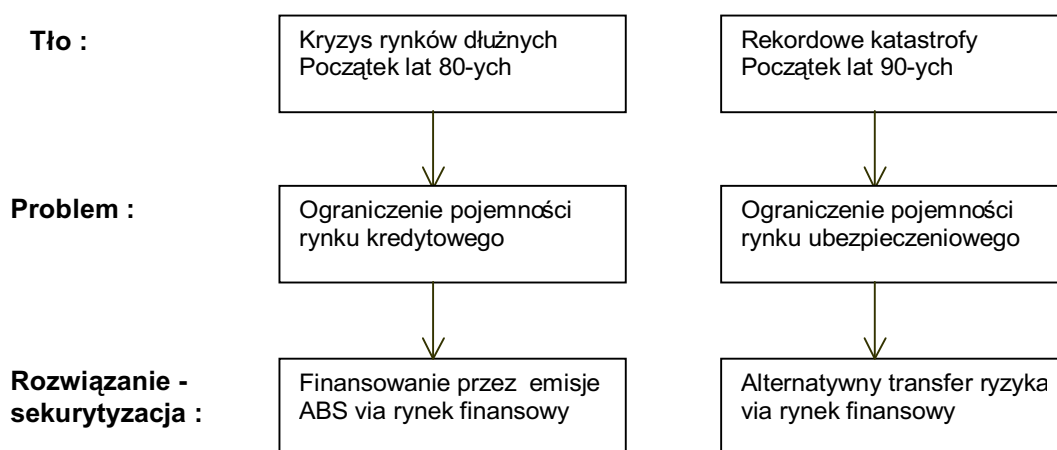 Tło :
Kryzys rynków dłużnych
Początek lat 80-ych
Rekordowe katastrofy
Początek lat 90-ych
Problem :
Ograniczenie pojemności
rynku kredytowego
Ograniczenie pojemności
rynku ubezpieczeniowego
Rozwiązanie -
sekurytyzacja :
Finansowanie przez emisje
ABS via rynek finansowy
Alternatywny transfer ryzyka
via rynek finansowy